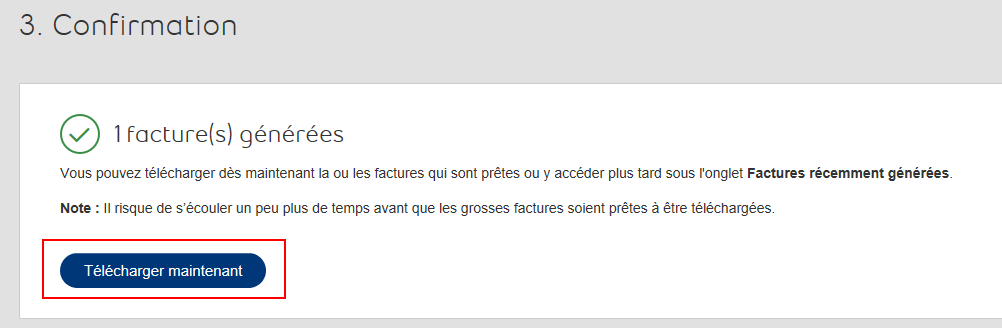 3. Confirmation
1 facture(s) générées
Vous pouvez télécharger dès maintenant la ou les factures qui sont prêtes ou y accéder plus tard sous l'onglet Factures récemment générées.
Note : Il risque de s’écouler un peu plus de temps avant que les grosses factures soient prêtes à être téléchargées.
Télécharger maintenant